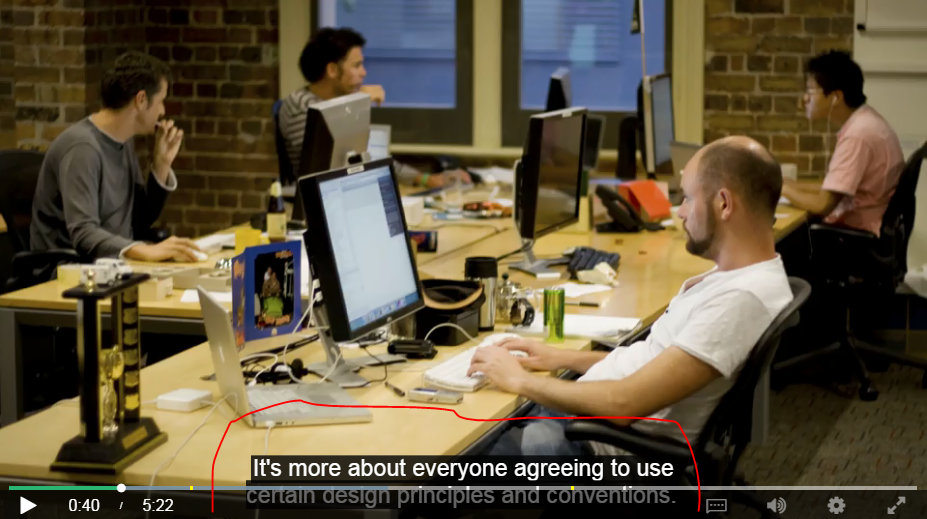 It's more about everyone agreeing to use
certain design principles and conventions.
0:40 / 5:22